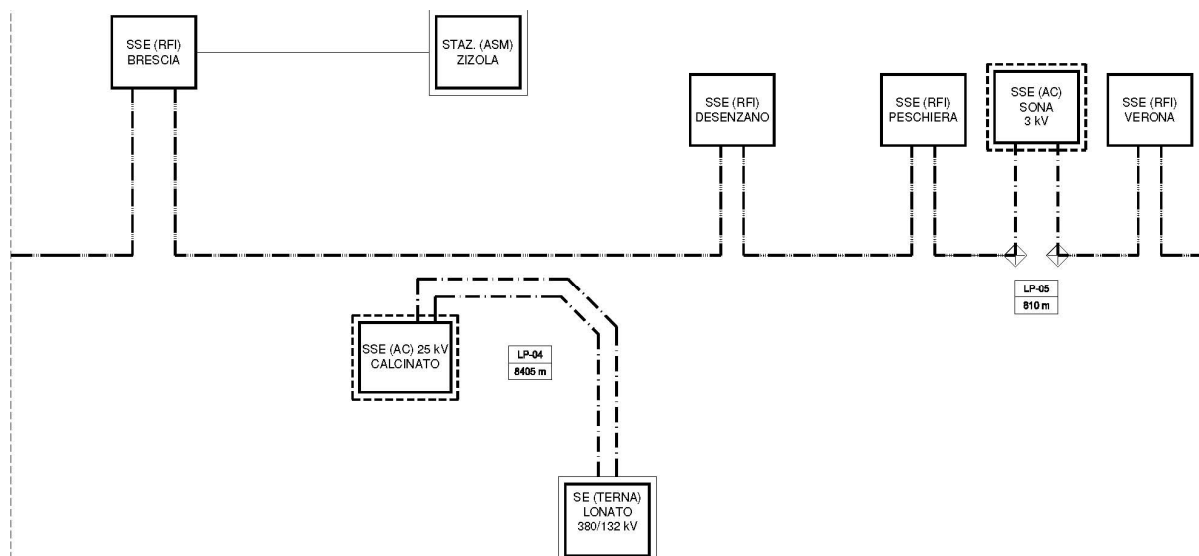 SSE (RFI)
BRESCIA
STAZ. (ASM)
ZIZOLA
SSE (RFI)
DESENZANO
SSE (RFI)
PESCHIERA
SSE (AC)
SONA
3 kV
SSE (RFI)
VERONA
LP-05
810 m
SSE (AC) 25 kV
CALCINATO
LP-04
8405 m
SE (TERNA)
LONATO
380/132 kV